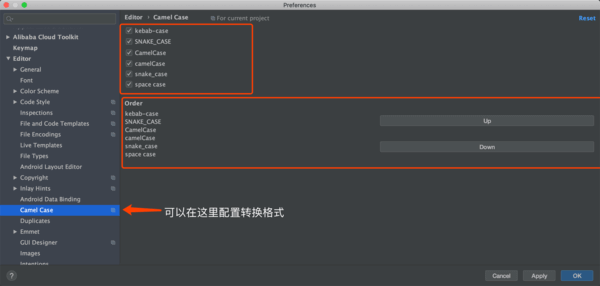 Preferences
Alibaba Cloud Toolkit
Keymap
Editor
General
Font
Color Scheme
Code Style
Inspections
File and Code Templates
File Encodings
Live Templates
File Types
Android Layout Editor
Copyright
Inlay Hints
Android Data Binding
Camel Case
Duplicates
Emmet
GUI Designer
Images
Intentions
Editor › Camel Case
For current project
Reset
kebab-case
SNAKE_CASE
CamelCase
camelCase
snake_case
space case
Order
kebab-case
SNAKE_CASE
CamelCase
camelCase
snake_case
space case
Up
Down
可以在这里配置转换格式
?
Cancel
Apply
OK